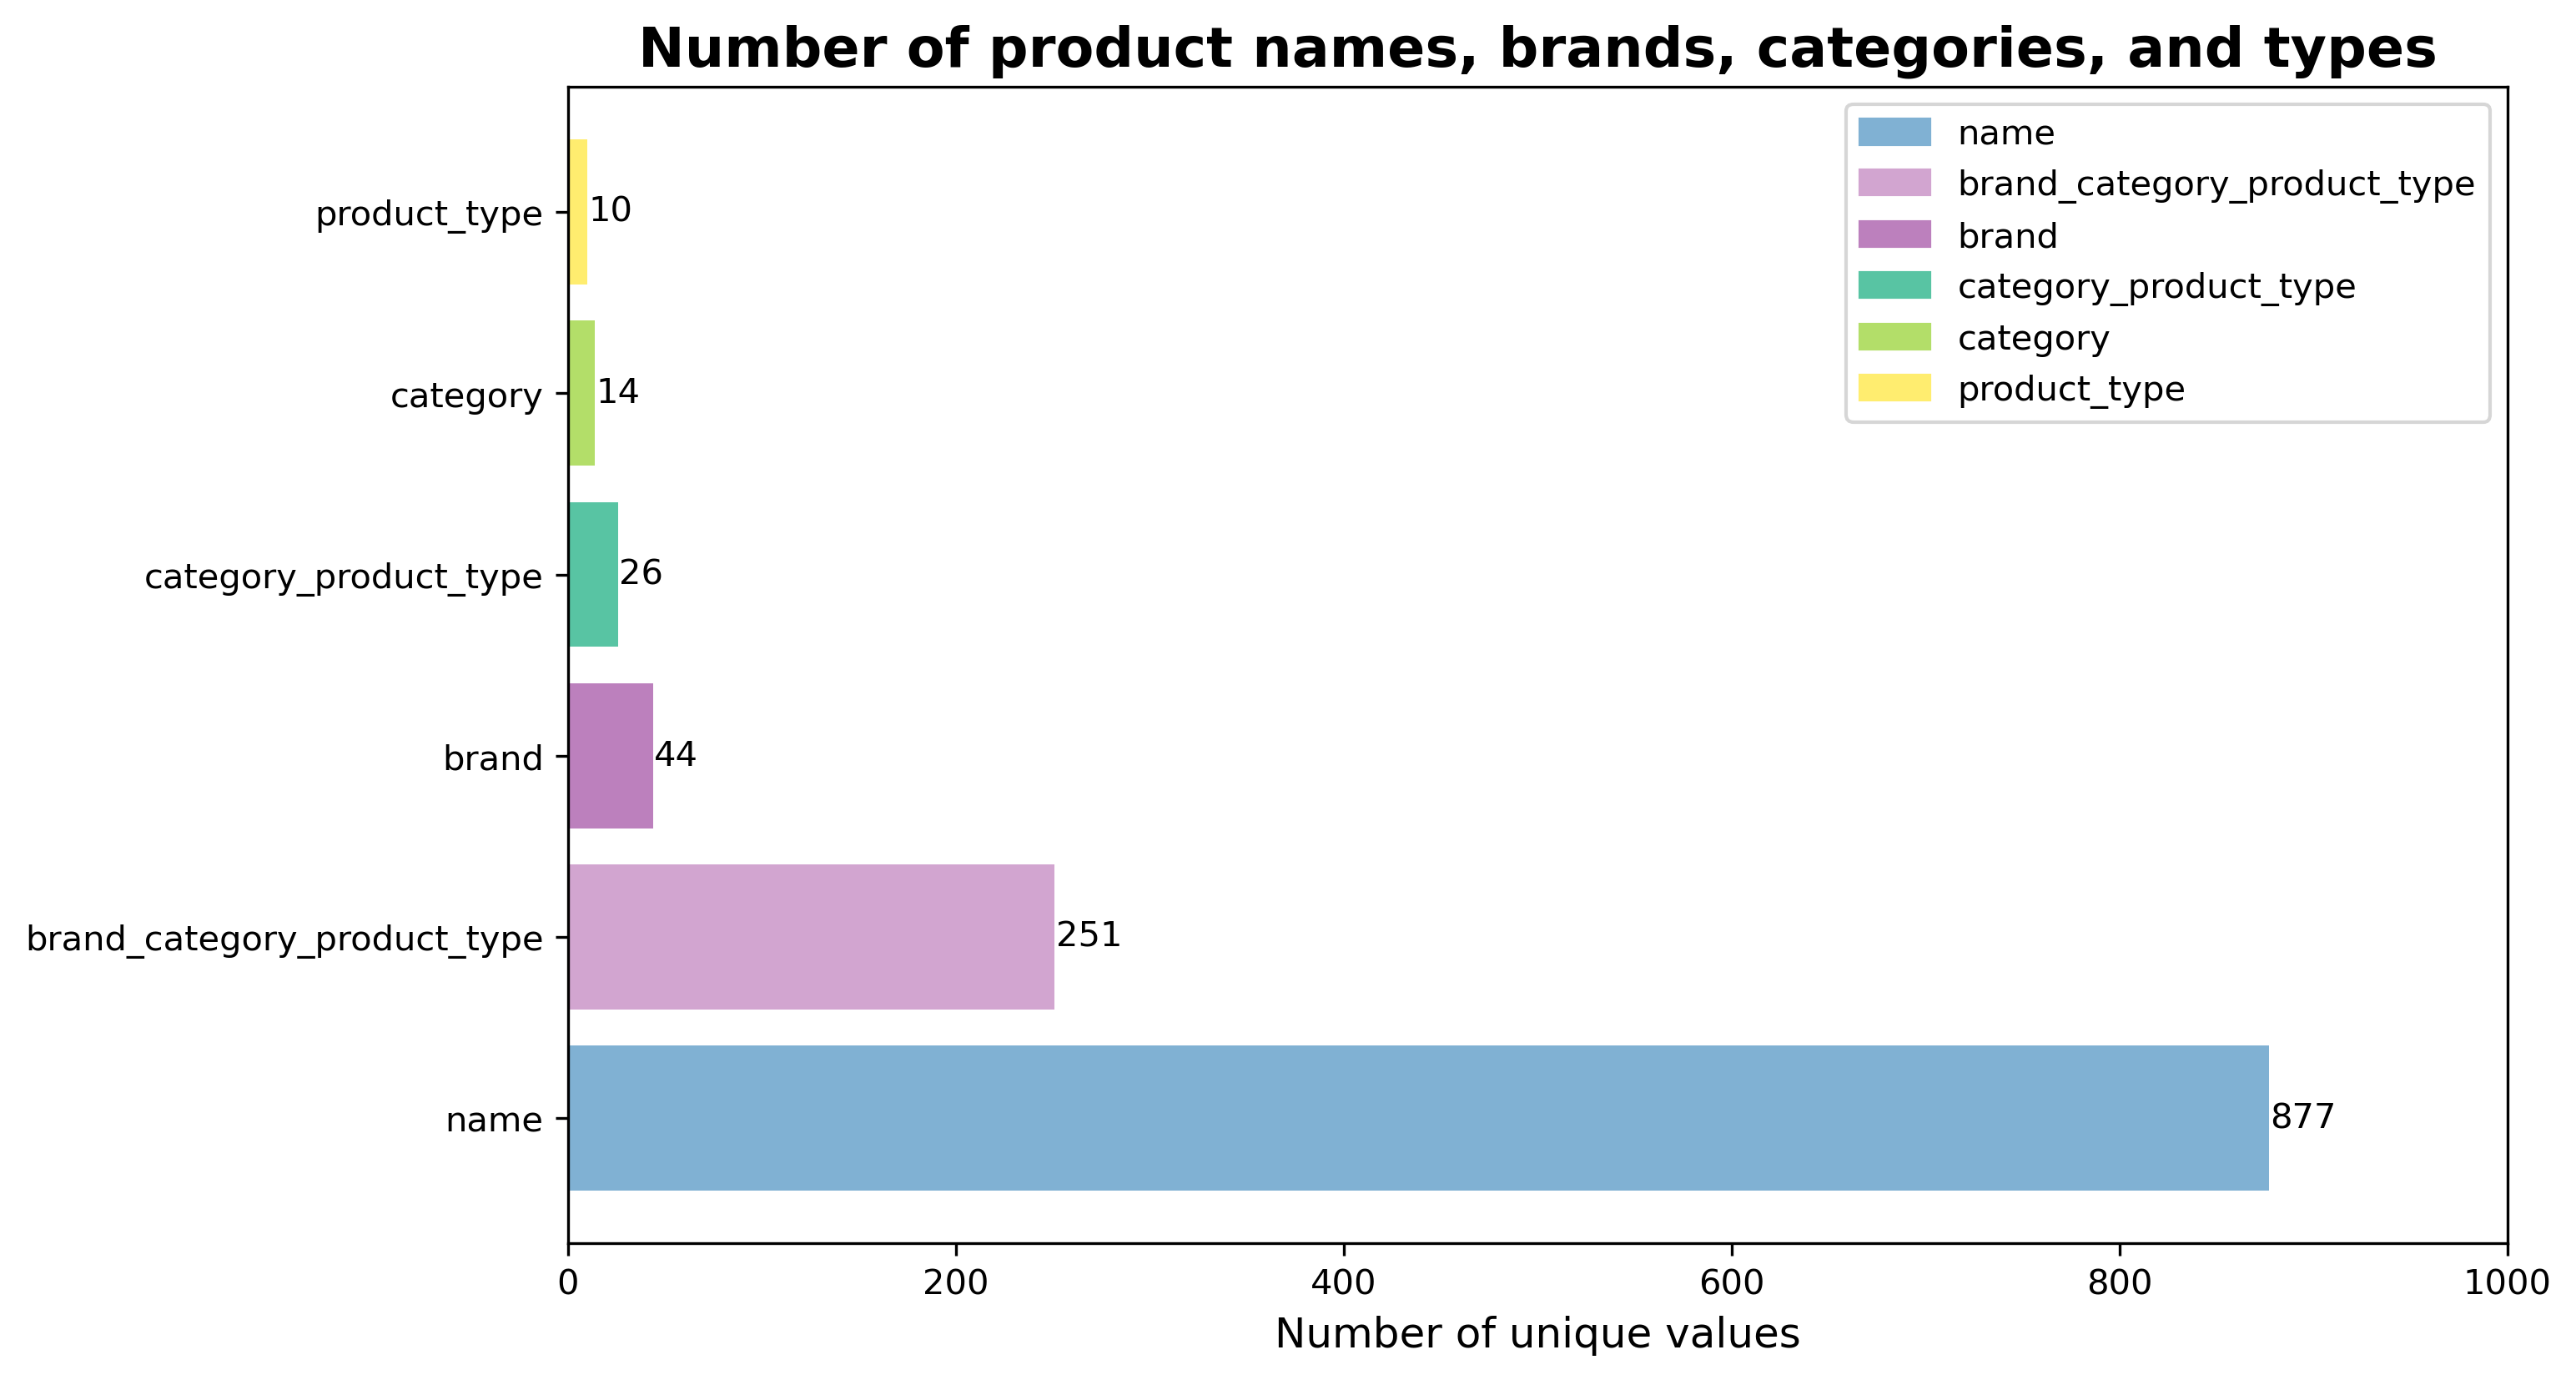 Number of product names, brands, categories, and types
name
brand_category_product_type
brand
category_product_type
category
product_type
product_type
10
category
14
category_product_type
26
brand
44
brand_category_product_type
251
name
877
0 200 400 600 800 1000
Number of unique values